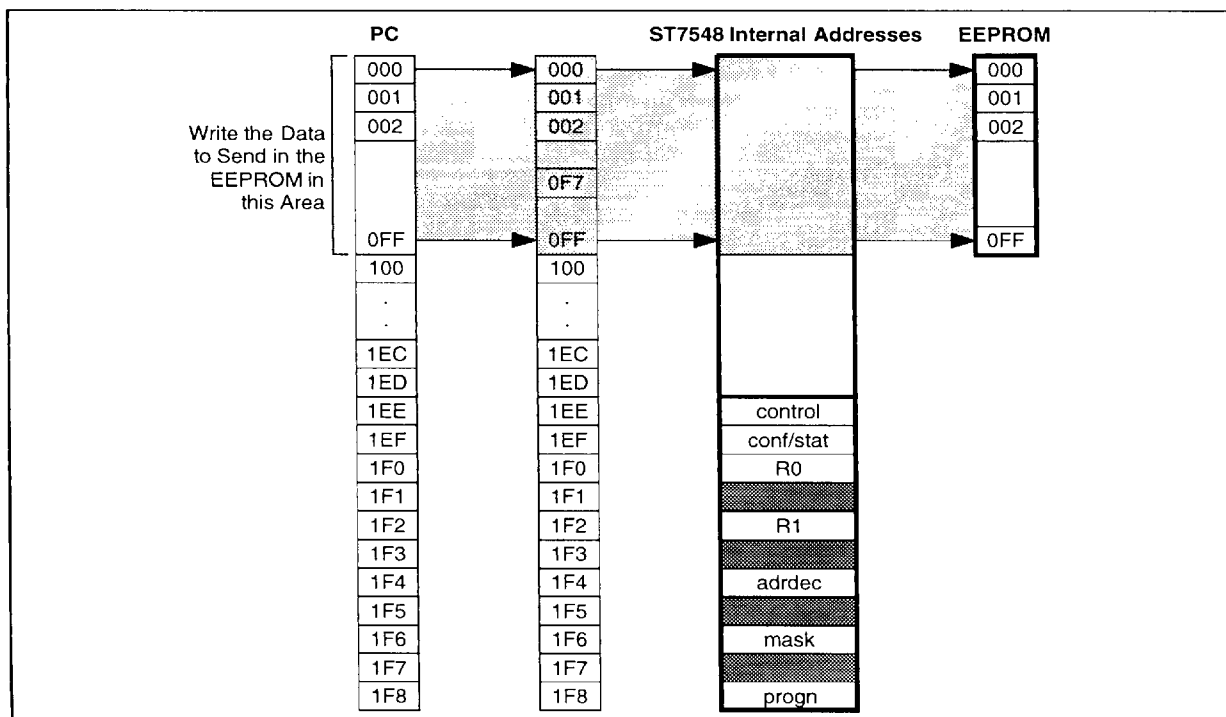 PC ST7548 Internal Addresses EEPROM
000 000 000
001 001 001
002 002 002
Write the Data
to Send in the
EEPROM in
this Area
0F7
0FF 0FF 0FF
100 100
. .
. .
1EC 1EC
1ED 1ED
1EE 1EE control
1EF 1EF conf/stat
1F0 1F0 R0
1F1 1F1
1F2 1F2 R1
1F3 1F3
1F4 1F4 adrdec
1F5 1F5
1F6 1F6 mask
1F7 1F7
1F8 1F8 progn